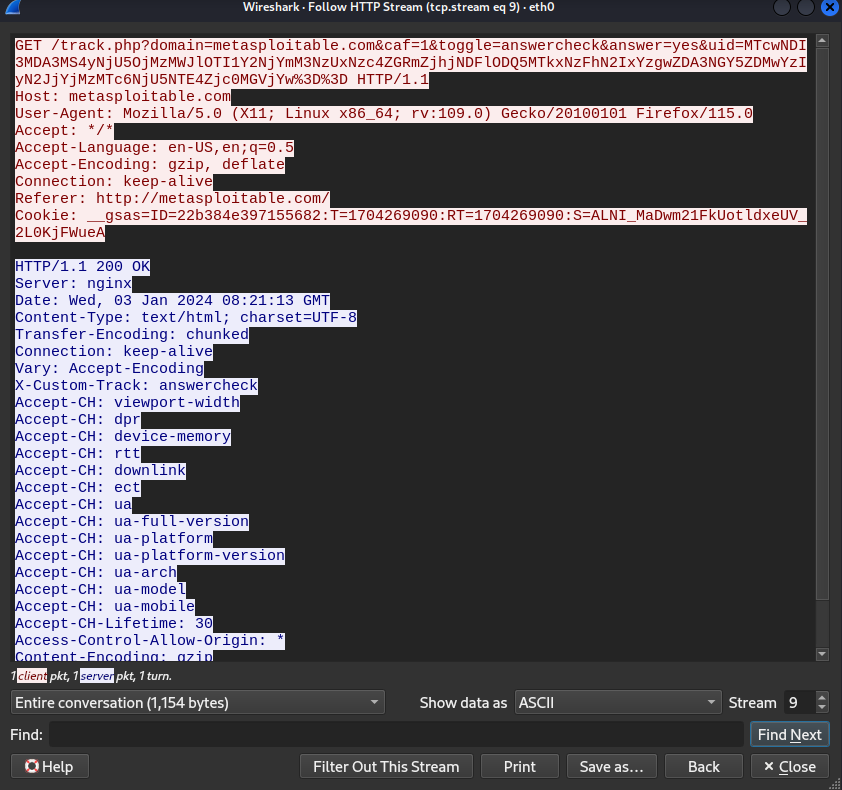 Wireshark · Follow HTTP Stream (tcp.stream eq 9) · eth0
GET /track.php?domain=metasploitable.com&caf=1&toggle=answercheck&answer=yes&uid=MTcwNDI
3MDA3MS4yNjU5OjMzMWJlOTI1Y2NjYmM3NzUxNzc4ZGRmZjhjNDFlODQ5MTkxNzFhN2IxYzgwZDA3NGY5ZDMwYzI
yN2JjYjMzMTc6NjU5NTE4Zjc0MGVjYw%3D%3D HTTP/1.1
Host: metasploitable.com
User-Agent: Mozilla/5.0 (X11; Linux x86_64; rv:109.0) Gecko/20100101 Firefox/115.0
Accept: */*
Accept-Language: en-US,en;q=0.5
Accept-Encoding: gzip, deflate
Connection: keep-alive
Referer: http://metasploitable.com/
Cookie: __gsas=ID=22b384e397155682:T=1704269090:RT=1704269090:S=ALNI_MaDwm21FkUotldxeUV_
2L0KjFWueA
HTTP/1.1 200 OK
Server: nginx
Date: Wed, 03 Jan 2024 08:21:13 GMT
Content-Type: text/html; charset=UTF-8
Transfer-Encoding: chunked
Connection: keep-alive
Vary: Accept-Encoding
X-Custom-Track: answercheck
Accept-CH: viewport-width
Accept-CH: dpr
Accept-CH: device-memory
Accept-CH: rtt
Accept-CH: downlink
Accept-CH: ect
Accept-CH: ua
Accept-CH: ua-full-version
Accept-CH: ua-platform
Accept-CH: ua-platform-version
Accept-CH: ua-arch
Accept-CH: ua-model
Accept-CH: ua-mobile
Accept-CH-Lifetime: 30
Access-Control-Allow-Origin: *
Content-Encoding: gzip
1 client pkt, 1 server pkt, 1 turn.
Entire conversation (1,154 bytes) Show data as ASCII Stream 9
Find: Find Next
Help Filter Out This Stream Print Save as… Back Close